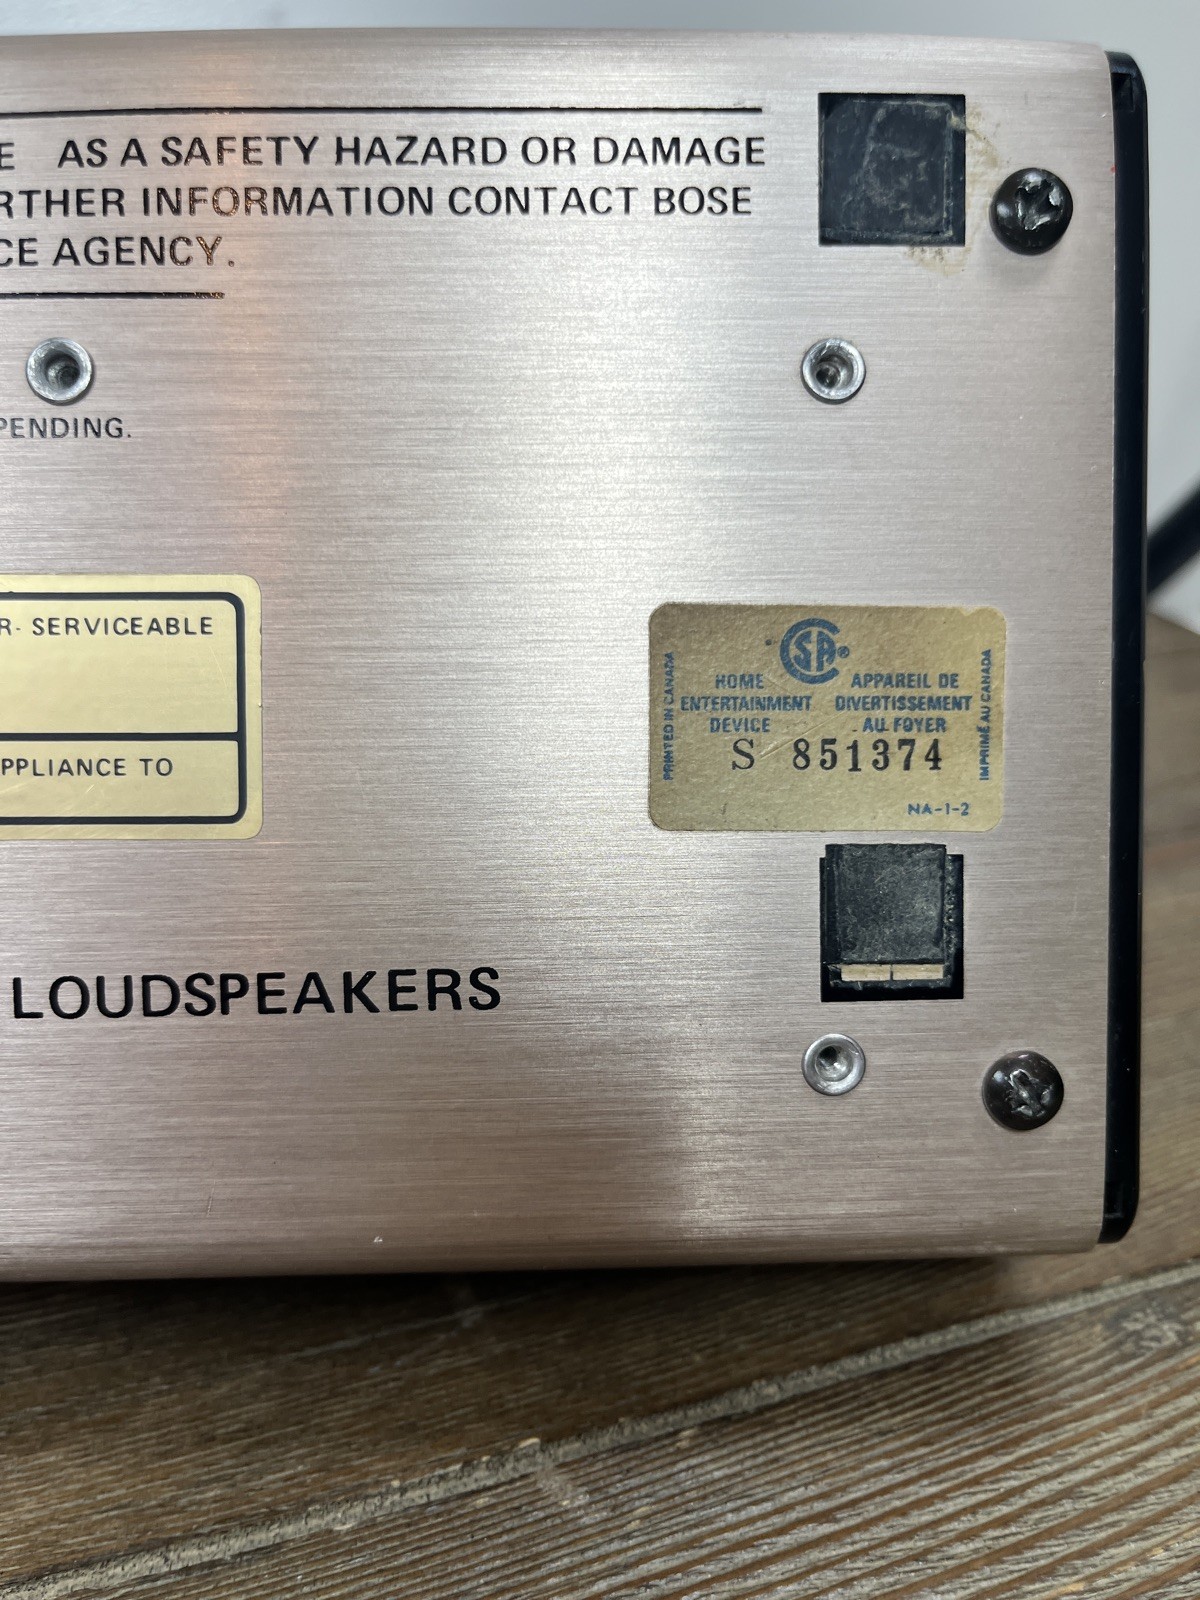 AS A SAFETY HAZARD OR DAMAGE
RTHER INFORMATION CONTACT BOSE
CE AGENCY.
PENDING.
R- SERVICEABLE
PPLIANCE TO
CSA®
HOME ENTERTAINMENT DEVICE
APPAREIL DE DIVERTISSEMENT AU FOYER
PRINTED IN CANADA
IMPRIMÉ AU CANADA
S 851374
NA-1-2
LOUDSPEAKERS